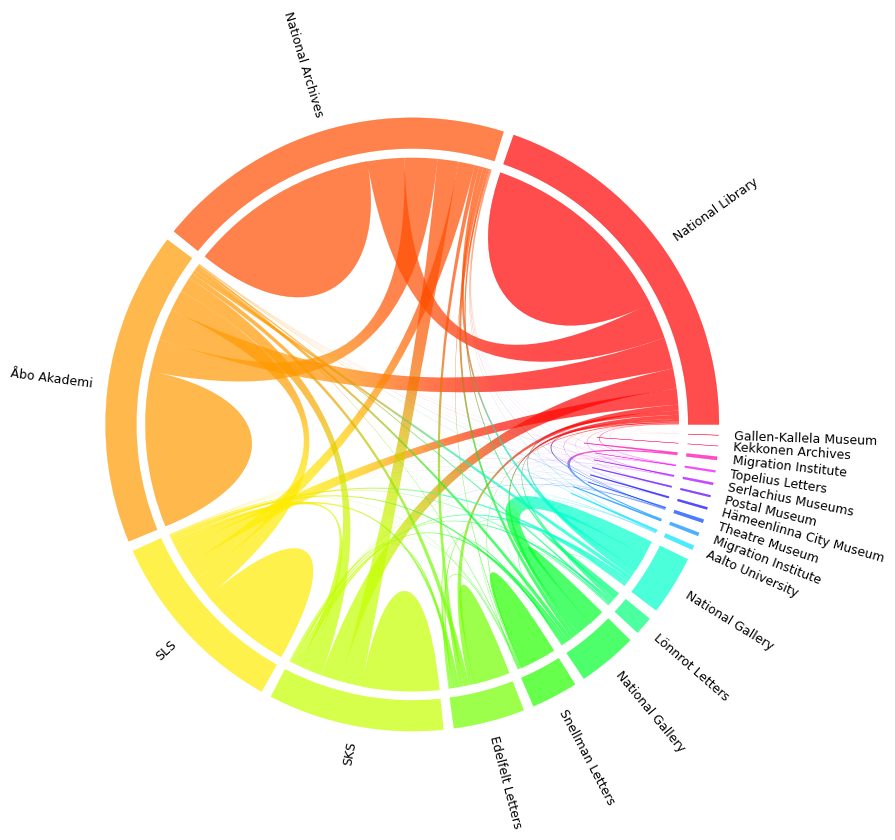 National Archives
National Library
Åbo Akademi
Gallen-Kallela Museum
Kekkonen Archives
Migration Institute
Topelius Letters
Serlachius Museums
Postal Museum
Hämeenlinna City Museum
Theatre Museum
Migration Institute
Aalto University
National Gallery
Lönnrot Letters
National Gallery
Snellman Letters
Edelfelt Letters
SKS
SLS